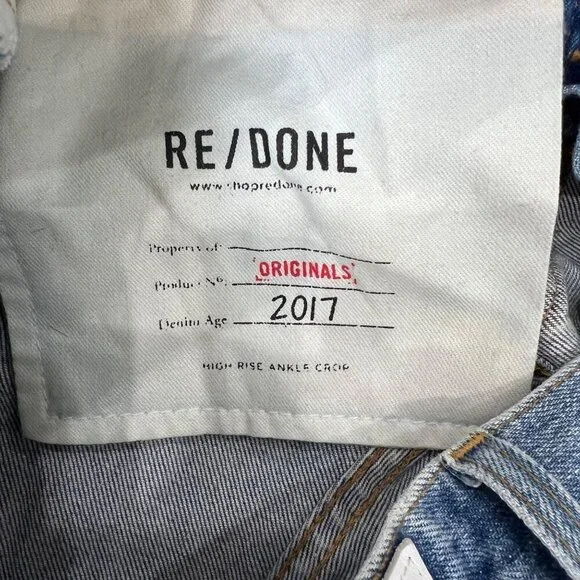 RE/DONE
www.shopredone.com
Property of:
Product No. ORIGINALS
Denim Age 2017
HIGH RISE ANKLE CROP